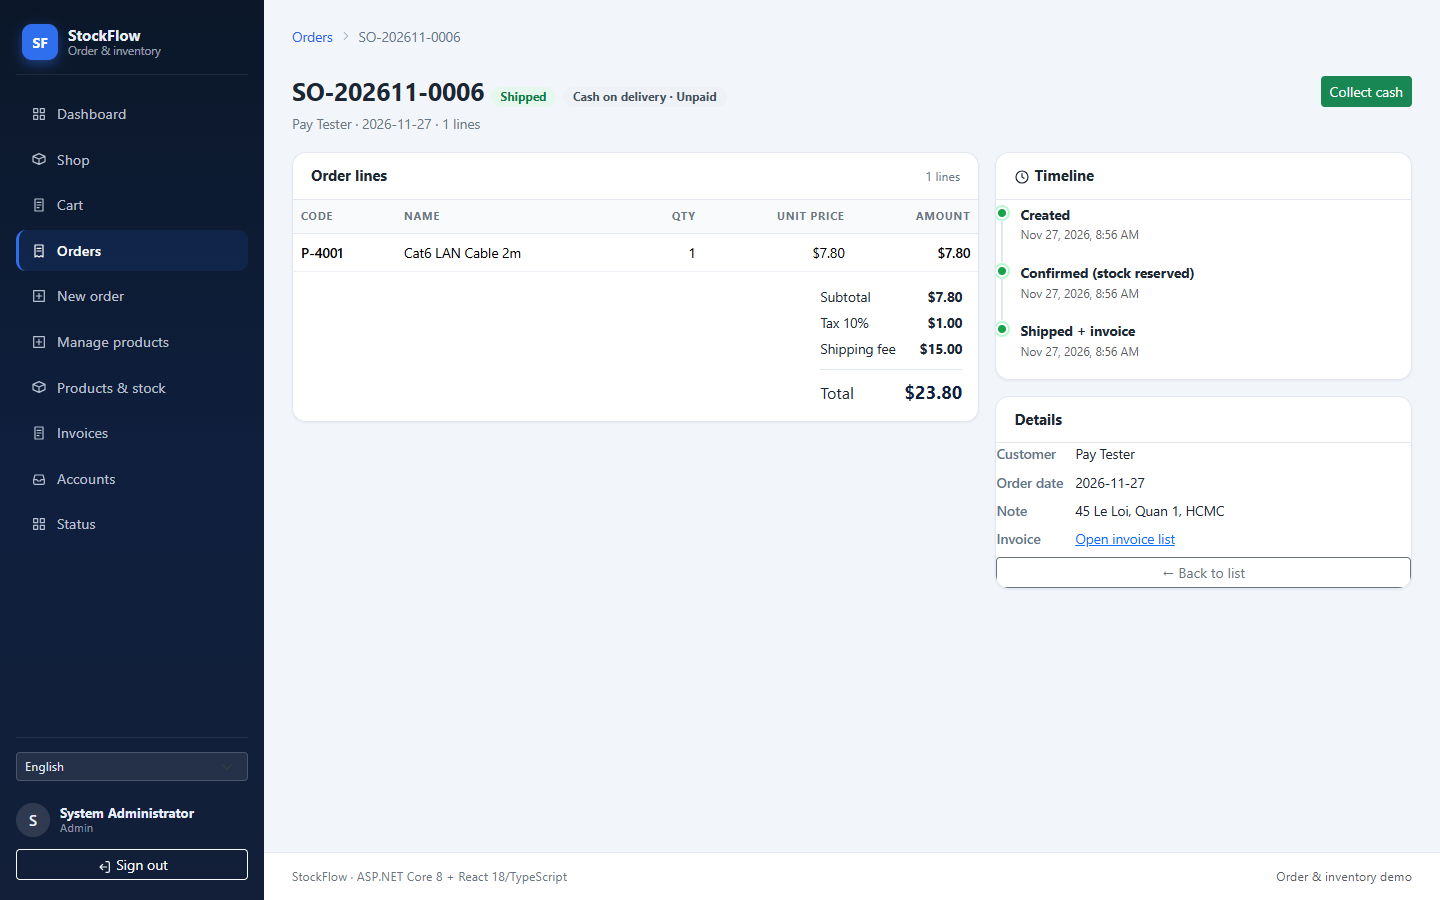 SF
StockFlow
Order & inventory
Dashboard
Shop
Cart
Orders
New order
Manage products
Products & stock
Invoices
Accounts
Status
English
S
System Administrator
Admin
Sign out
Orders > SO-202611-0006
SO-202611-0006 Shipped Cash on delivery · Unpaid
Collect cash
Pay Tester · 2026-11-27 · 1 lines
Order lines 1 lines
CODE NAME QTY UNIT PRICE AMOUNT
P-4001 Cat6 LAN Cable 2m 1 $7.80 $7.80
Subtotal $7.80
Tax 10% $1.00
Shipping fee $15.00
Total $23.80
Timeline
Created
Nov 27, 2026, 8:56 AM
Confirmed (stock reserved)
Nov 27, 2026, 8:56 AM
Shipped + invoice
Nov 27, 2026, 8:56 AM
Details
Customer Pay Tester
Order date 2026-11-27
Note 45 Le Loi, Quan 1, HCMC
Invoice Open invoice list
← Back to list
StockFlow · ASP.NET Core 8 + React 18/TypeScript
Order & inventory demo